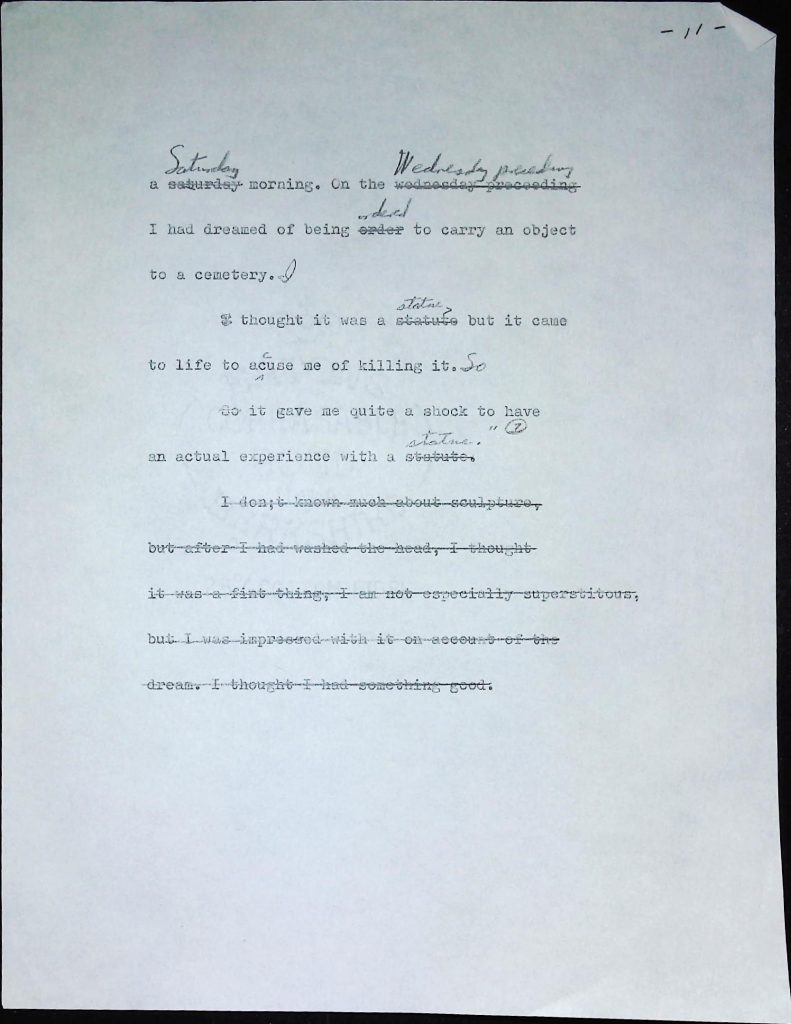 - 11 -
Saturday Wednesday preceding
a saturday morning. On the wednesday preceeding
ordered
I had dreamed of being order to carry an object
to a cemetery. I
statue
I thought it was a statute but it came
c
to life to acuse me of killing it. So
So it gave me quite a shock to have
statue." 7
an actual experience with a statute.
I don;t known much about sculpture,
but after I had washed the head, I thought
it was a fint thing; I am not especially superstitous,
but I was impressed with it on account of the
dream. I thought I had something good.